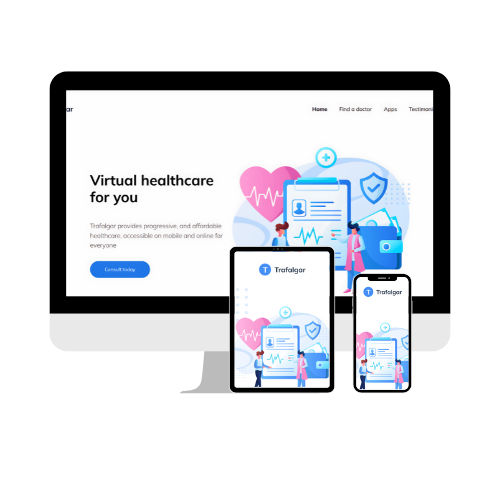 ar
Home Find a doctor Apps Testimoni
Virtual healthcare
for you
Trafalgar provides progressive, and affordable
healthcare, accessible on mobile and online for
everyone
Consult today
T Trafalgar
T Trafalgar